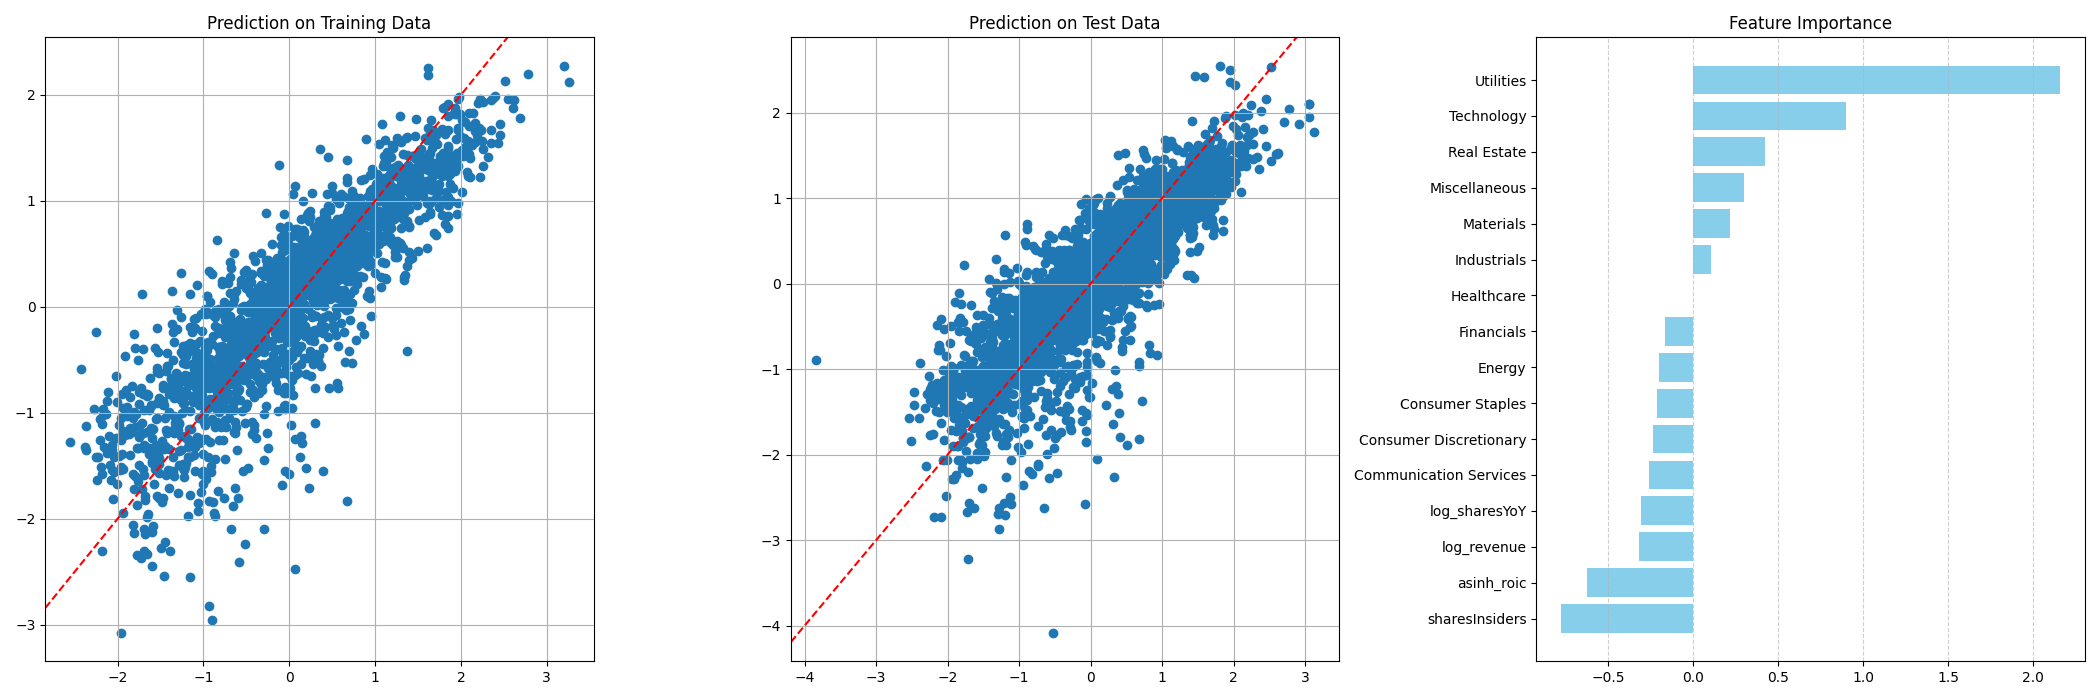 Prediction on Training Data
2
1
0
−1
−2
−3
−2
−1
0
1
2
3
Prediction on Test Data
2
1
0
−1
−2
−3
−4
−4
−3
−2
−1
0
1
2
3
Feature Importance
Utilities
Technology
Real Estate
Miscellaneous
Materials
Industrials
Healthcare
Financials
Energy
Consumer Staples
Consumer Discretionary
Communication Services
log_sharesYoY
log_revenue
asinh_roic
sharesInsiders
−0.5
0.0
0.5
1.0
1.5
2.0